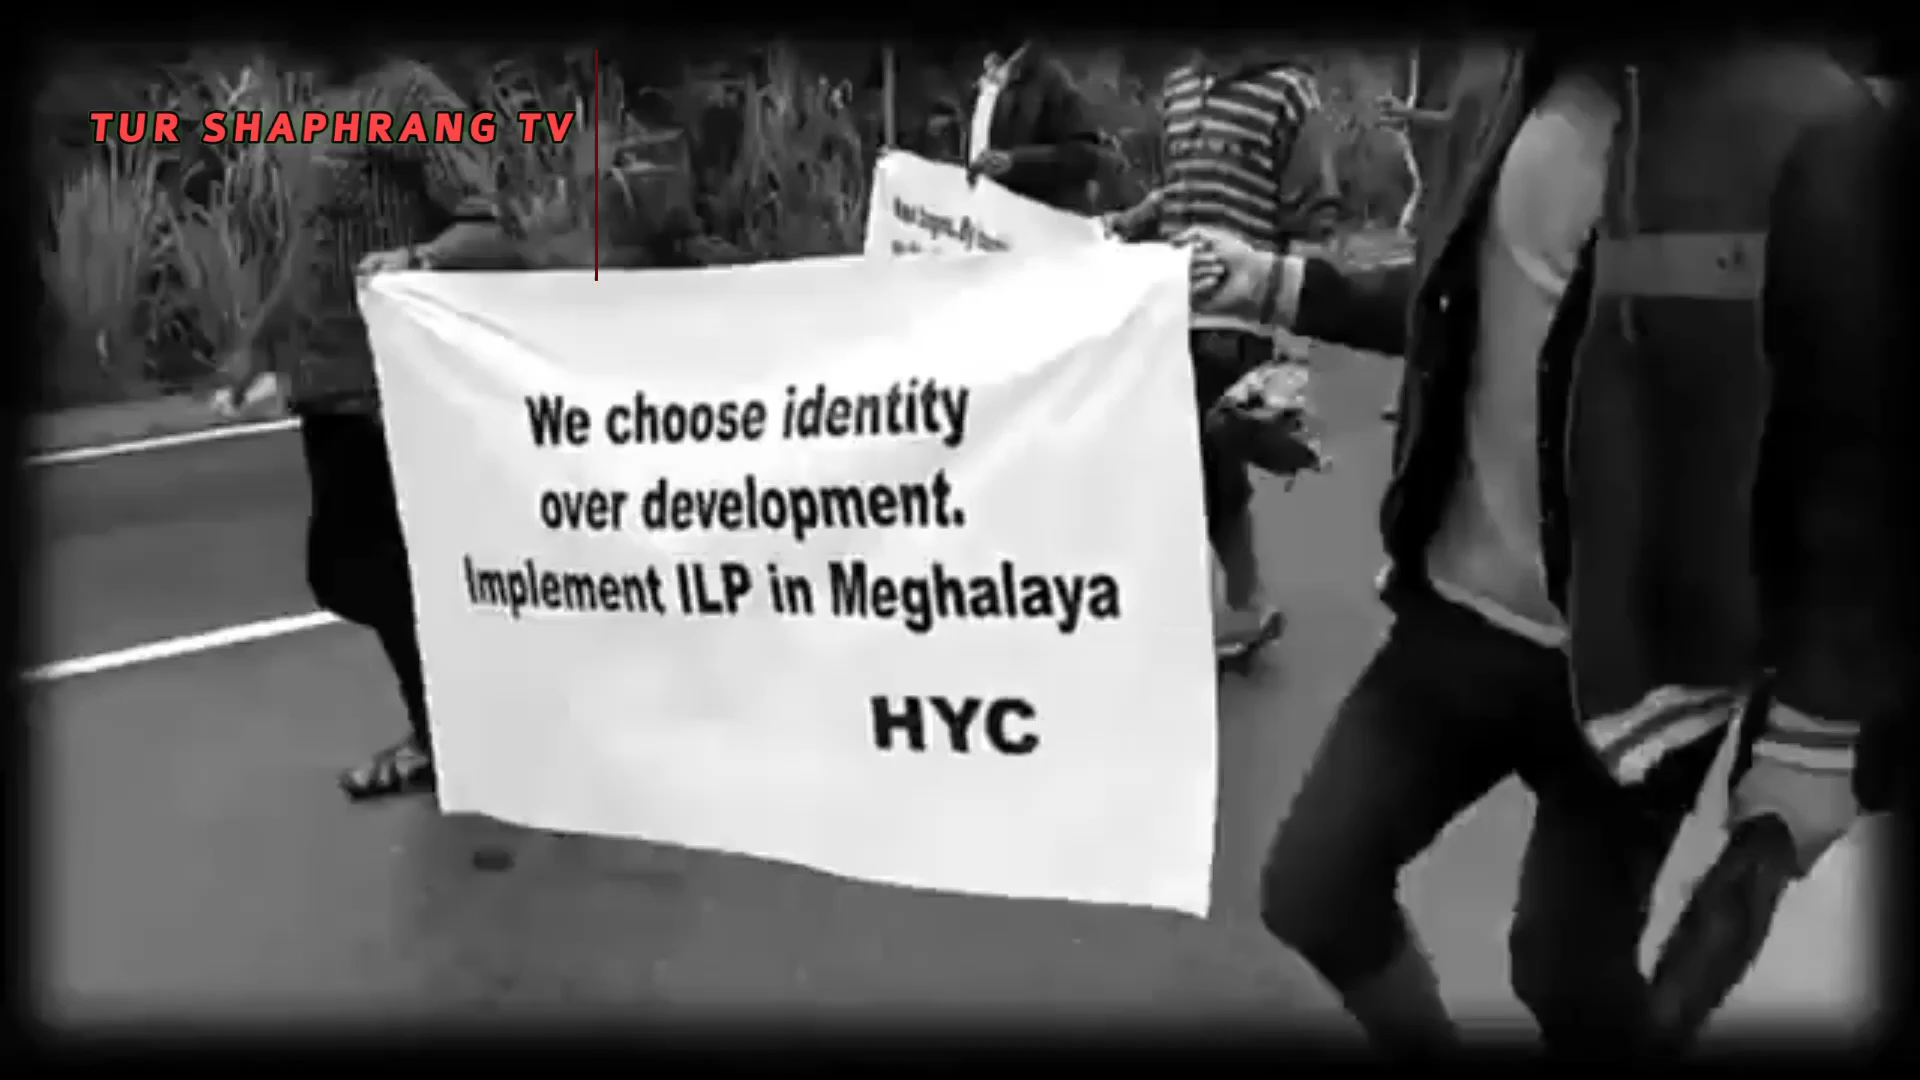 TUR SHAPHRANG TV
We choose identity
over development.
Implement ILP in Meghalaya
HYC